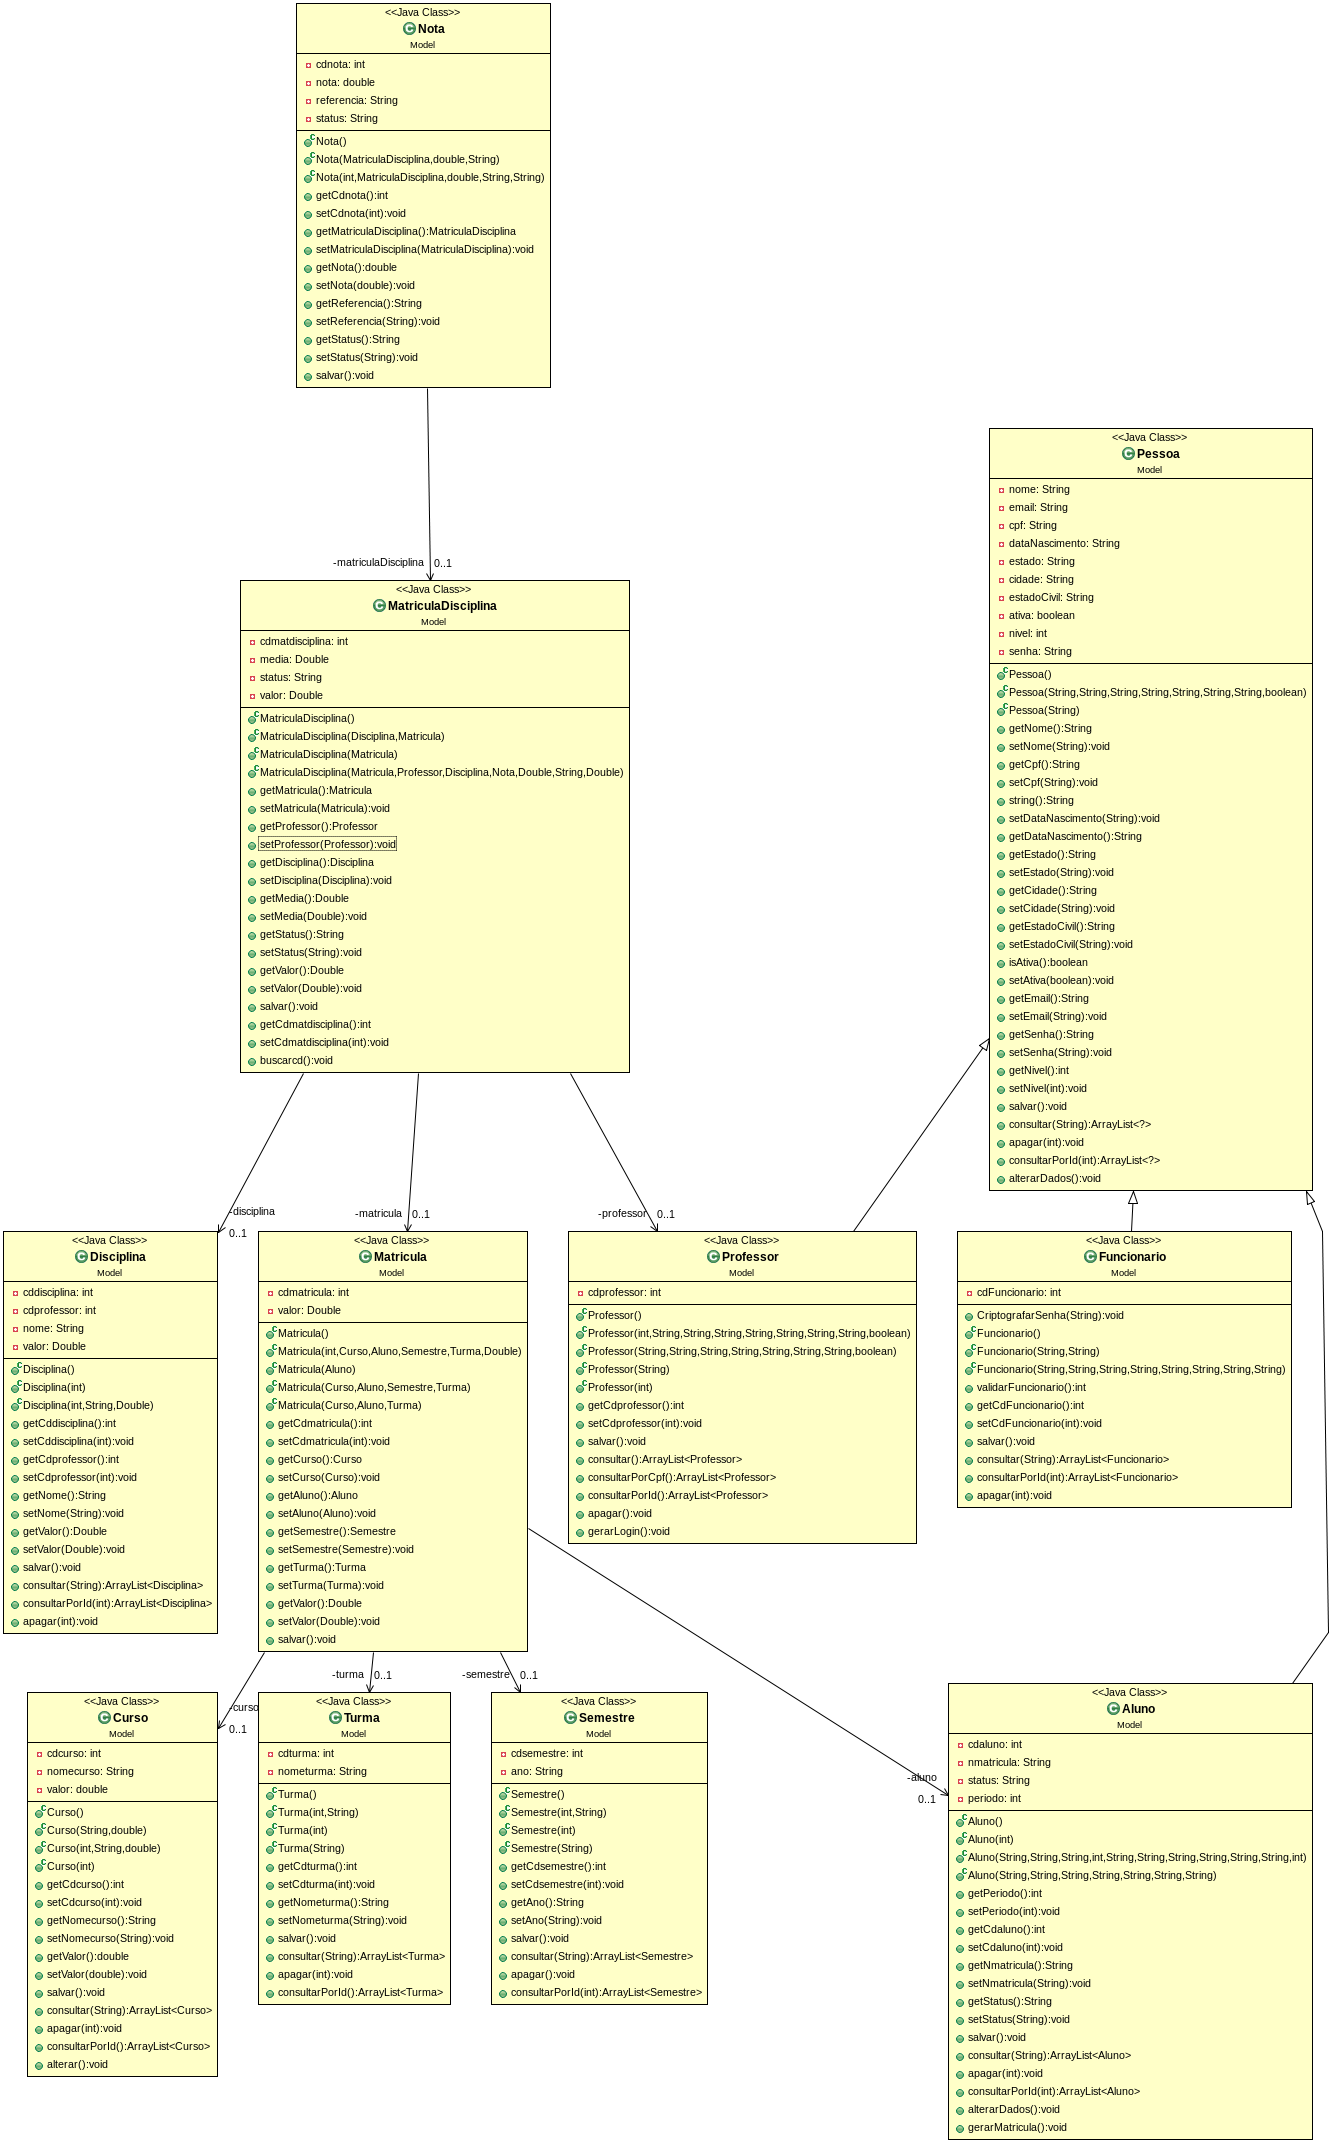 <<Java Class>>
Nota
Model
cdnota: int
nota: double
referencia: String
status: String
Nota()
Nota(MatriculaDisciplina,double,String)
Nota(int,MatriculaDisciplina,double,String,String)
getCdnota():int
setCdnota(int):void
getMatriculaDisciplina():MatriculaDisciplina
setMatriculaDisciplina(MatriculaDisciplina):void
getNota():double
setNota(double):void
getReferencia():String
setReferencia(String):void
getStatus():String
setStatus(String):void
salvar():void
-matriculaDisciplina
0..1
<<Java Class>>
MatriculaDisciplina
Model
cdmatdisciplina: int
media: Double
status: String
valor: Double
MatriculaDisciplina()
MatriculaDisciplina(Disciplina,Matricula)
MatriculaDisciplina(Matricula)
MatriculaDisciplina(Matricula,Professor,Disciplina,Nota,Double,String,Double)
getMatricula():Matricula
setMatricula(Matricula):void
getProfessor():Professor
setProfessor(Professor):void
getDisciplina():Disciplina
setDisciplina(Disciplina):void
getMedia():Double
setMedia(Double):void
getStatus():String
setStatus(String):void
getValor():Double
setValor(Double):void
salvar():void
getCdmatdisciplina():int
setCdmatdisciplina(int):void
buscarcd():void
<<Java Class>>
Pessoa
Model
nome: String
email: String
cpf: String
dataNascimento: String
estado: String
cidade: String
estadoCivil: String
ativa: boolean
nivel: int
senha: String
Pessoa()
Pessoa(String,String,String,String,String,String,String,boolean)
Pessoa(String)
getNome():String
setNome(String):void
getCpf():String
setCpf(String):void
string():String
setDataNascimento(String):void
getDataNascimento():String
getEstado():String
setEstado(String):void
getCidade():String
setCidade(String):void
getEstadoCivil():String
setEstadoCivil(String):void
isAtiva():boolean
setAtiva(boolean):void
getEmail():String
setEmail(String):void
getSenha():String
setSenha(String):void
getNivel():int
setNivel(int):void
salvar():void
consultar(String):ArrayList<?>
apagar(int):void
consultarPorId(int):ArrayList<?>
alterarDados():void
-disciplina
0..1
-matricula
0..1
-professor
0..1
<<Java Class>>
Disciplina
Model
cddisciplina: int
cdprofessor: int
nome: String
valor: Double
Disciplina()
Disciplina(int)
Disciplina(int,String,Double)
getCddisciplina():int
setCddisciplina(int):void
getCdprofessor():int
setCdprofessor(int):void
getNome():String
setNome(String):void
getValor():Double
setValor(Double):void
salvar():void
consultar(String):ArrayList<Disciplina>
consultarPorId(int):ArrayList<Disciplina>
apagar(int):void
<<Java Class>>
Matricula
Model
cdmatricula: int
valor: Double
Matricula()
Matricula(int,Curso,Aluno,Semestre,Turma,Double)
Matricula(Aluno)
Matricula(Curso,Aluno,Semestre,Turma)
Matricula(Curso,Aluno,Turma)
getCdmatricula():int
setCdmatricula(int):void
getCurso():Curso
setCurso(Curso):void
getAluno():Aluno
setAluno(Aluno):void
getSemestre():Semestre
setSemestre(Semestre):void
getTurma():Turma
setTurma(Turma):void
getValor():Double
setValor(Double):void
salvar():void
<<Java Class>>
Professor
Model
cdprofessor: int
Professor()
Professor(int,String,String,String,String,String,String,String,boolean)
Professor(String,String,String,String,String,String,String,boolean)
Professor(String)
Professor(int)
getCdprofessor():int
setCdprofessor(int):void
salvar():void
consultar():ArrayList<Professor>
consultarPorCpf():ArrayList<Professor>
consultarPorId():ArrayList<Professor>
apagar():void
gerarLogin():void
<<Java Class>>
Funcionario
Model
cdFuncionario: int
CriptografarSenha(String):void
Funcionario()
Funcionario(String,String)
Funcionario(String,String,String,String,String,String,String,String)
validarFuncionario():int
getCdFuncionario():int
setCdFuncionario(int):void
salvar():void
consultar(String):ArrayList<Funcionario>
consultarPorId(int):ArrayList<Funcionario>
apagar(int):void
-curso
0..1
-turma
0..1
-semestre
0..1
-aluno
0..1
<<Java Class>>
Curso
Model
cdcurso: int
nomecurso: String
valor: double
Curso()
Curso(String,double)
Curso(int,String,double)
Curso(int)
getCdcurso():int
setCdcurso(int):void
getNomecurso():String
setNomecurso(String):void
getValor():double
setValor(double):void
salvar():void
consultar(String):ArrayList<Curso>
apagar(int):void
consultarPorId():ArrayList<Curso>
alterar():void
<<Java Class>>
Turma
Model
cdturma: int
nometurma: String
Turma()
Turma(int,String)
Turma(int)
Turma(String)
getCdturma():int
setCdturma(int):void
getNometurma():String
setNometurma(String):void
salvar():void
consultar(String):ArrayList<Turma>
apagar(int):void
consultarPorId():ArrayList<Turma>
<<Java Class>>
Semestre
Model
cdsemestre: int
ano: String
Semestre()
Semestre(int,String)
Semestre(int)
Semestre(String)
getCdsemestre():int
setCdsemestre(int):void
getAno():String
setAno(String):void
salvar():void
consultar(String):ArrayList<Semestre>
apagar():void
consultarPorId(int):ArrayList<Semestre>
<<Java Class>>
Aluno
Model
cdaluno: int
nmatricula: String
status: String
periodo: int
Aluno()
Aluno(int)
Aluno(String,String,String,int,String,String,String,String,String,String,int)
Aluno(String,String,String,String,String,String,String)
getPeriodo():int
setPeriodo(int):void
getCdaluno():int
setCdaluno(int):void
getNmatricula():String
setNmatricula(String):void
getStatus():String
setStatus(String):void
salvar():void
consultar(String):ArrayList<Aluno>
apagar(int):void
consultarPorId(int):ArrayList<Aluno>
alterarDados():void
gerarMatricula():void